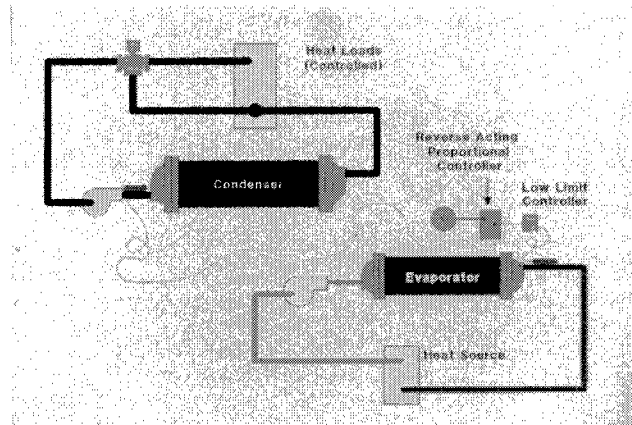 Heat Loads
(Controlled)
Reverse Acting
Proportional
Controller
Low Limit
Controller
Condenser
Evaporator
Heat Source